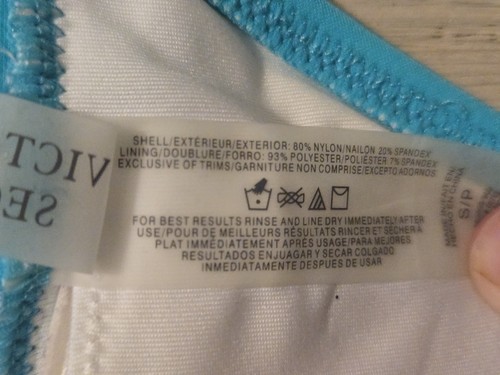 VICT
SEC
SHELL/EXTÉRIEUR/EXTERIOR: 80% NYLON/NAILON 20% SPANDEX
LINING/DOUBLURE/FORRO: 93% POLYESTER/POLIÉSTER 7% SPANDEX
EXCLUSIVE OF TRIMS/GARNITURE NON COMPRISE/EXCEPTO ADORNOS
FOR BEST RESULTS RINSE AND LINE DRY IMMEDIATELY AFTER
USE/POUR DE MEILLEURS RÉSULTATS RINCER ET SÉCHER À
PLAT IMMÉDIATEMENT APRÈS USAGE/PARA MEJORES
RESULTADOS ENJUAGAR Y SECAR COLGADO
INMEDIATAMENTE DESPUES DE USAR
S/P